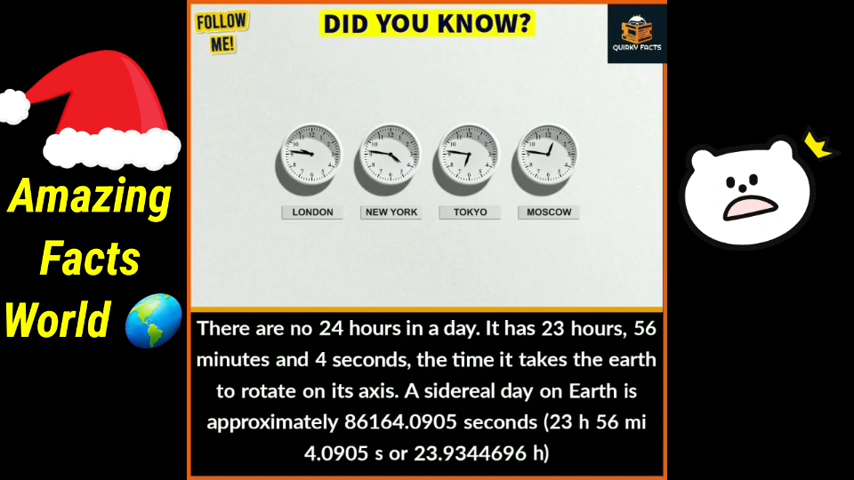 FOLLOW
ME!
DID YOU KNOW?
QUIRKY FACTS
LONDON
NEW YORK
TOKYO
MOSCOW
Amazing
Facts
World
There are no 24 hours in a day. It has 23 hours, 56
minutes and 4 seconds, the time it takes the earth
to rotate on its axis. A sidereal day on Earth is
approximately 86164.0905 seconds (23 h 56 mi
4.0905 s or 23.9344696 h)